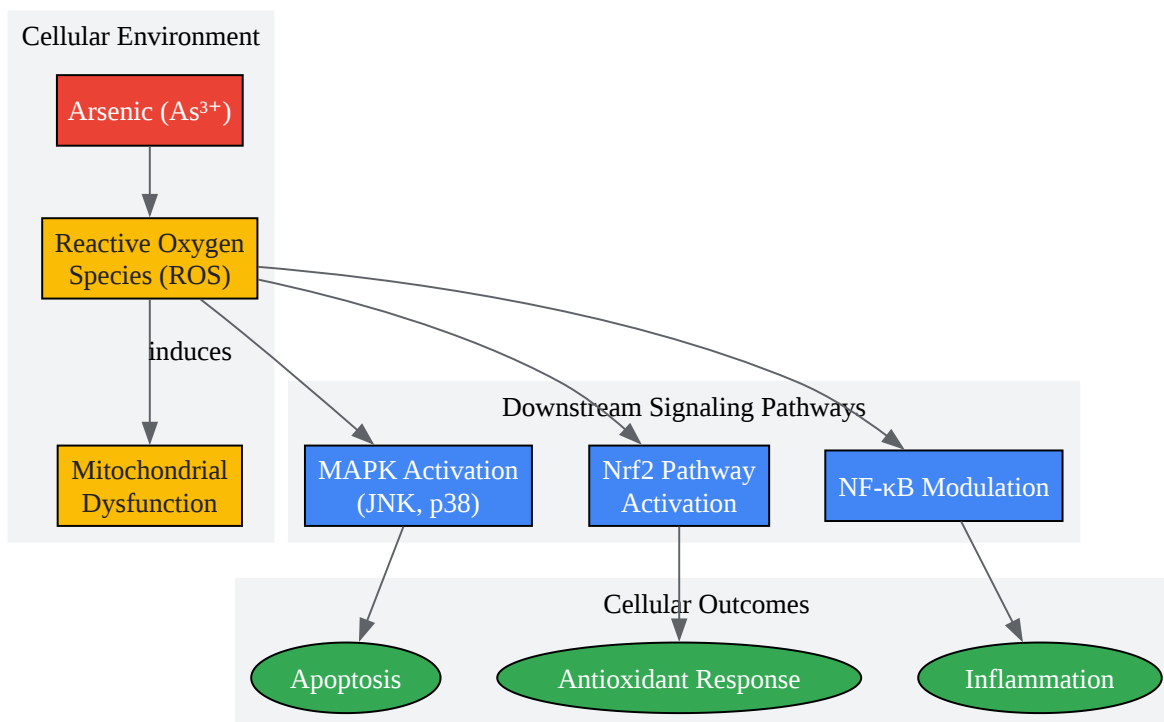 Cellular Environment
Arsenic (As³⁺)
Reactive Oxygen
Species (ROS)
induces
Mitochondrial
Dysfunction
Downstream Signaling Pathways
MAPK Activation
(JNK, p38)
Nrf2 Pathway
Activation
NF-κB Modulation
Cellular Outcomes
Apoptosis
Antioxidant Response
Inflammation